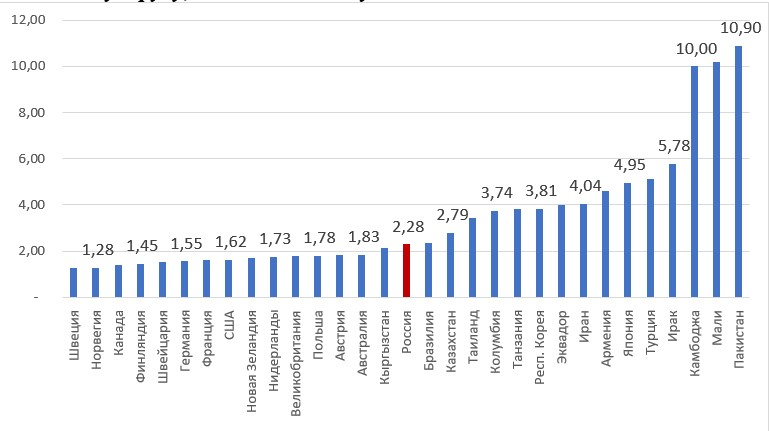 12,00
10,00
8,00
6,00
4,00
2,00
-
1,28
1,45
1,55
1,62
1,73
1,78
1,83
2,28
2,79
3,74
3,81
4,04
4,95
5,78
10,00
10,90
Швеция
Норвегия
Канада
Финляндия
Швейцария
Германия
Франция
США
Новая Зеландия
Нидерланды
Великобритания
Польша
Австрия
Австралия
Кыргызстан
Россия
Бразилия
Казахстан
Таиланд
Колумбия
Танзания
Респ. Корея
Эквадор
Иран
Армения
Япония
Турция
Ирак
Камбоджа
Мали
Пакистан